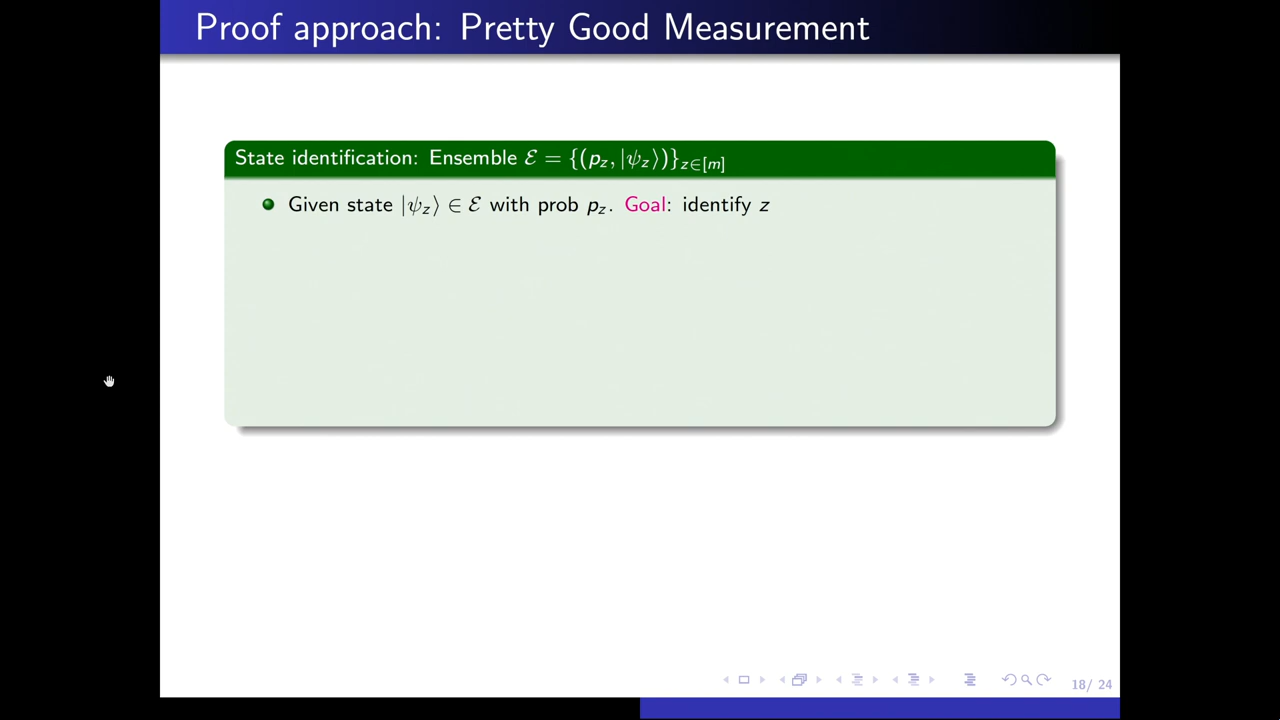 Proof approach: Pretty Good Measurement
State identification: Ensemble ℰ = {(p_z, |ψ_z⟩)}_{z∈[m]}
Given state |ψ_z⟩ ∈ ℰ with prob p_z. Goal: identify z
18/ 24